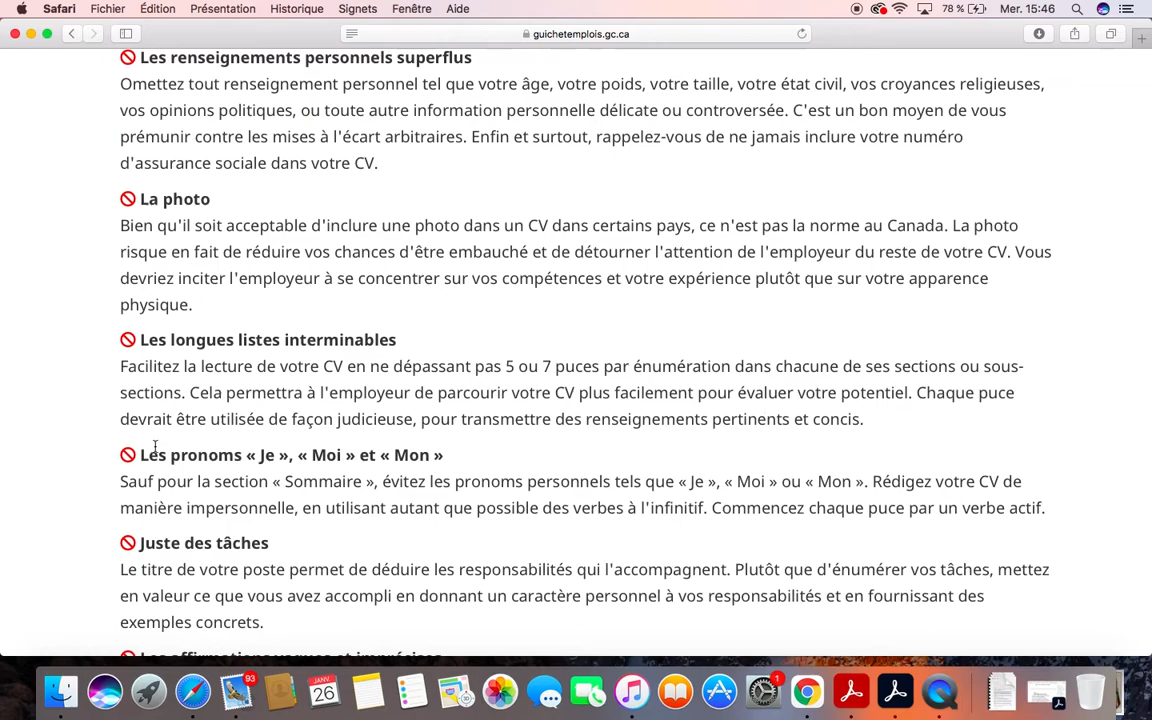 Safari Fichier Édition Présentation Historique Signets Fenêtre Aide 78 % Mer. 15:46
guichetemplois.gc.ca
Les renseignements personnels superflus
Omettez tout renseignement personnel tel que votre âge, votre poids, votre taille, votre état civil, vos croyances religieuses,
vos opinions politiques, ou toute autre information personnelle délicate ou controversée. C'est un bon moyen de vous
prémunir contre les mises à l'écart arbitraires. Enfin et surtout, rappelez-vous de ne jamais inclure votre numéro
d'assurance sociale dans votre CV.
La photo
Bien qu'il soit acceptable d'inclure une photo dans un CV dans certains pays, ce n'est pas la norme au Canada. La photo
risque en fait de réduire vos chances d'être embauché et de détourner l'attention de l'employeur du reste de votre CV. Vous
devriez inciter l'employeur à se concentrer sur vos compétences et votre expérience plutôt que sur votre apparence
physique.
Les longues listes interminables
Facilitez la lecture de votre CV en ne dépassant pas 5 ou 7 puces par énumération dans chacune de ses sections ou sous-
sections. Cela permettra à l'employeur de parcourir votre CV plus facilement pour évaluer votre potentiel. Chaque puce
devrait être utilisée de façon judicieuse, pour transmettre des renseignements pertinents et concis.
Les pronoms « Je », « Moi » et « Mon »
Sauf pour la section « Sommaire », évitez les pronoms personnels tels que « Je », « Moi » ou « Mon ». Rédigez votre CV de
manière impersonnelle, en utilisant autant que possible des verbes à l'infinitif. Commencez chaque puce par un verbe actif.
Juste des tâches
Le titre de votre poste permet de déduire les responsabilités qui l'accompagnent. Plutôt que d'énumérer vos tâches, mettez
en valeur ce que vous avez accompli en donnant un caractère personnel à vos responsabilités et en fournissant des
exemples concrets.
Les affirmations vagues et imprécises
93
JANV.
26
1